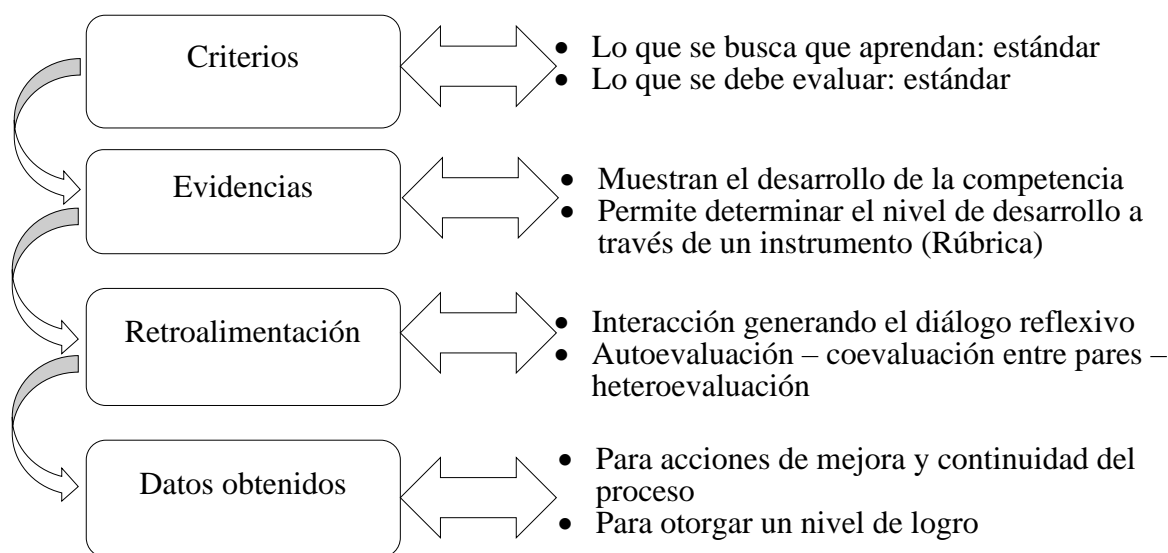 Criterios
• Lo que se busca que aprendan: estándar
• Lo que se debe evaluar: estándar
Evidencias
• Muestran el desarrollo de la competencia
• Permite determinar el nivel de desarrollo a
través de un instrumento (Rúbrica)
Retroalimentación
• Interacción generando el diálogo reflexivo
• Autoevaluación – coevaluación entre pares –
heteroevaluación
Datos obtenidos
• Para acciones de mejora y continuidad del
proceso
• Para otorgar un nivel de logro